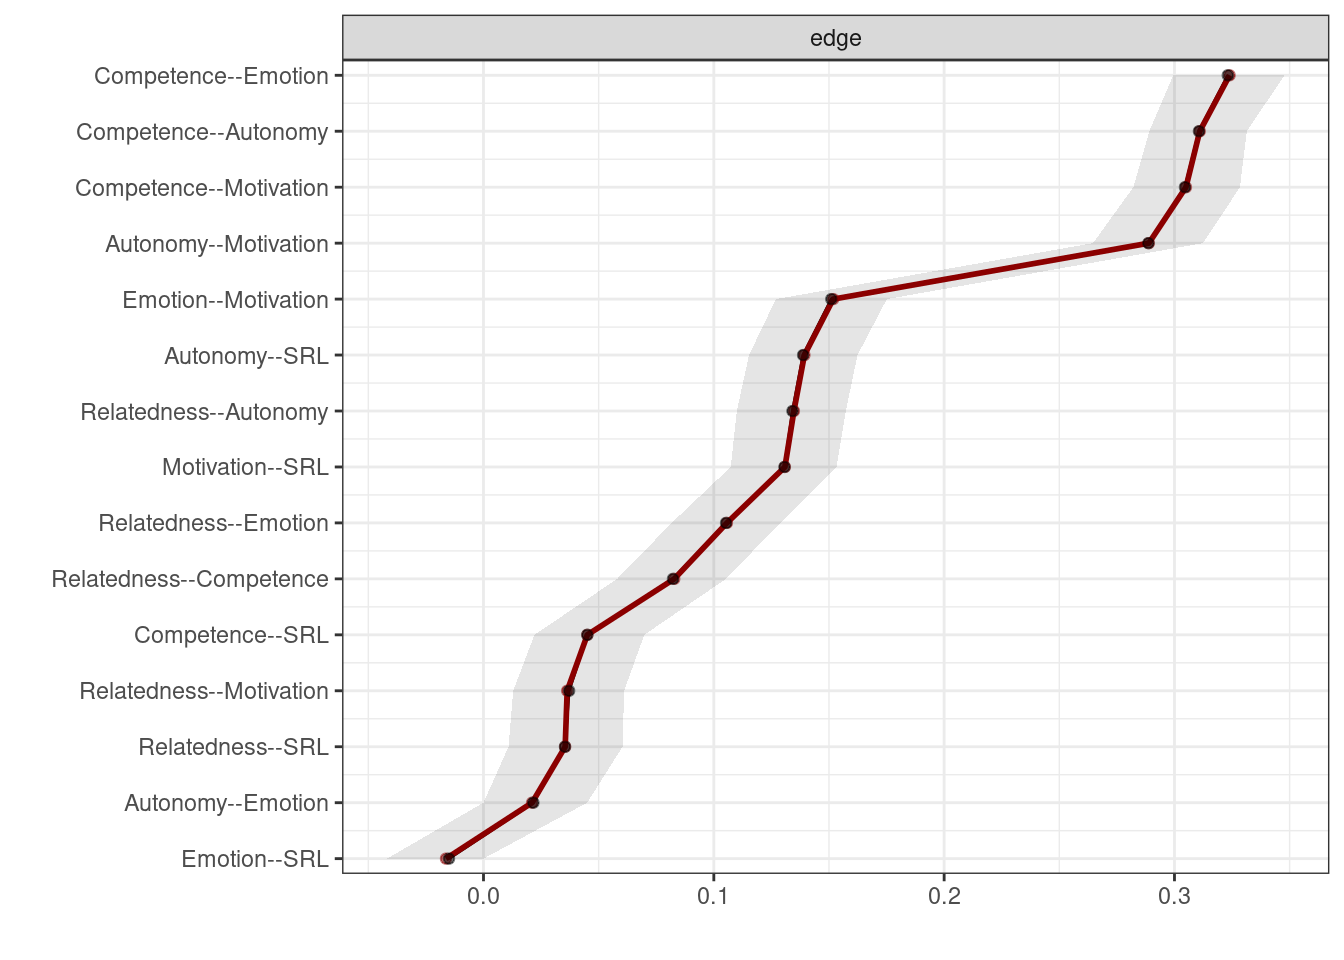 edge
Competence--Emotion
Competence--Autonomy
Competence--Motivation
Autonomy--Motivation
Emotion--Motivation
Autonomy--SRL
Relatedness--Autonomy
Motivation--SRL
Relatedness--Emotion
Relatedness--Competence
Competence--SRL
Relatedness--Motivation
Relatedness--SRL
Autonomy--Emotion
Emotion--SRL
0.0 0.1 0.2 0.3